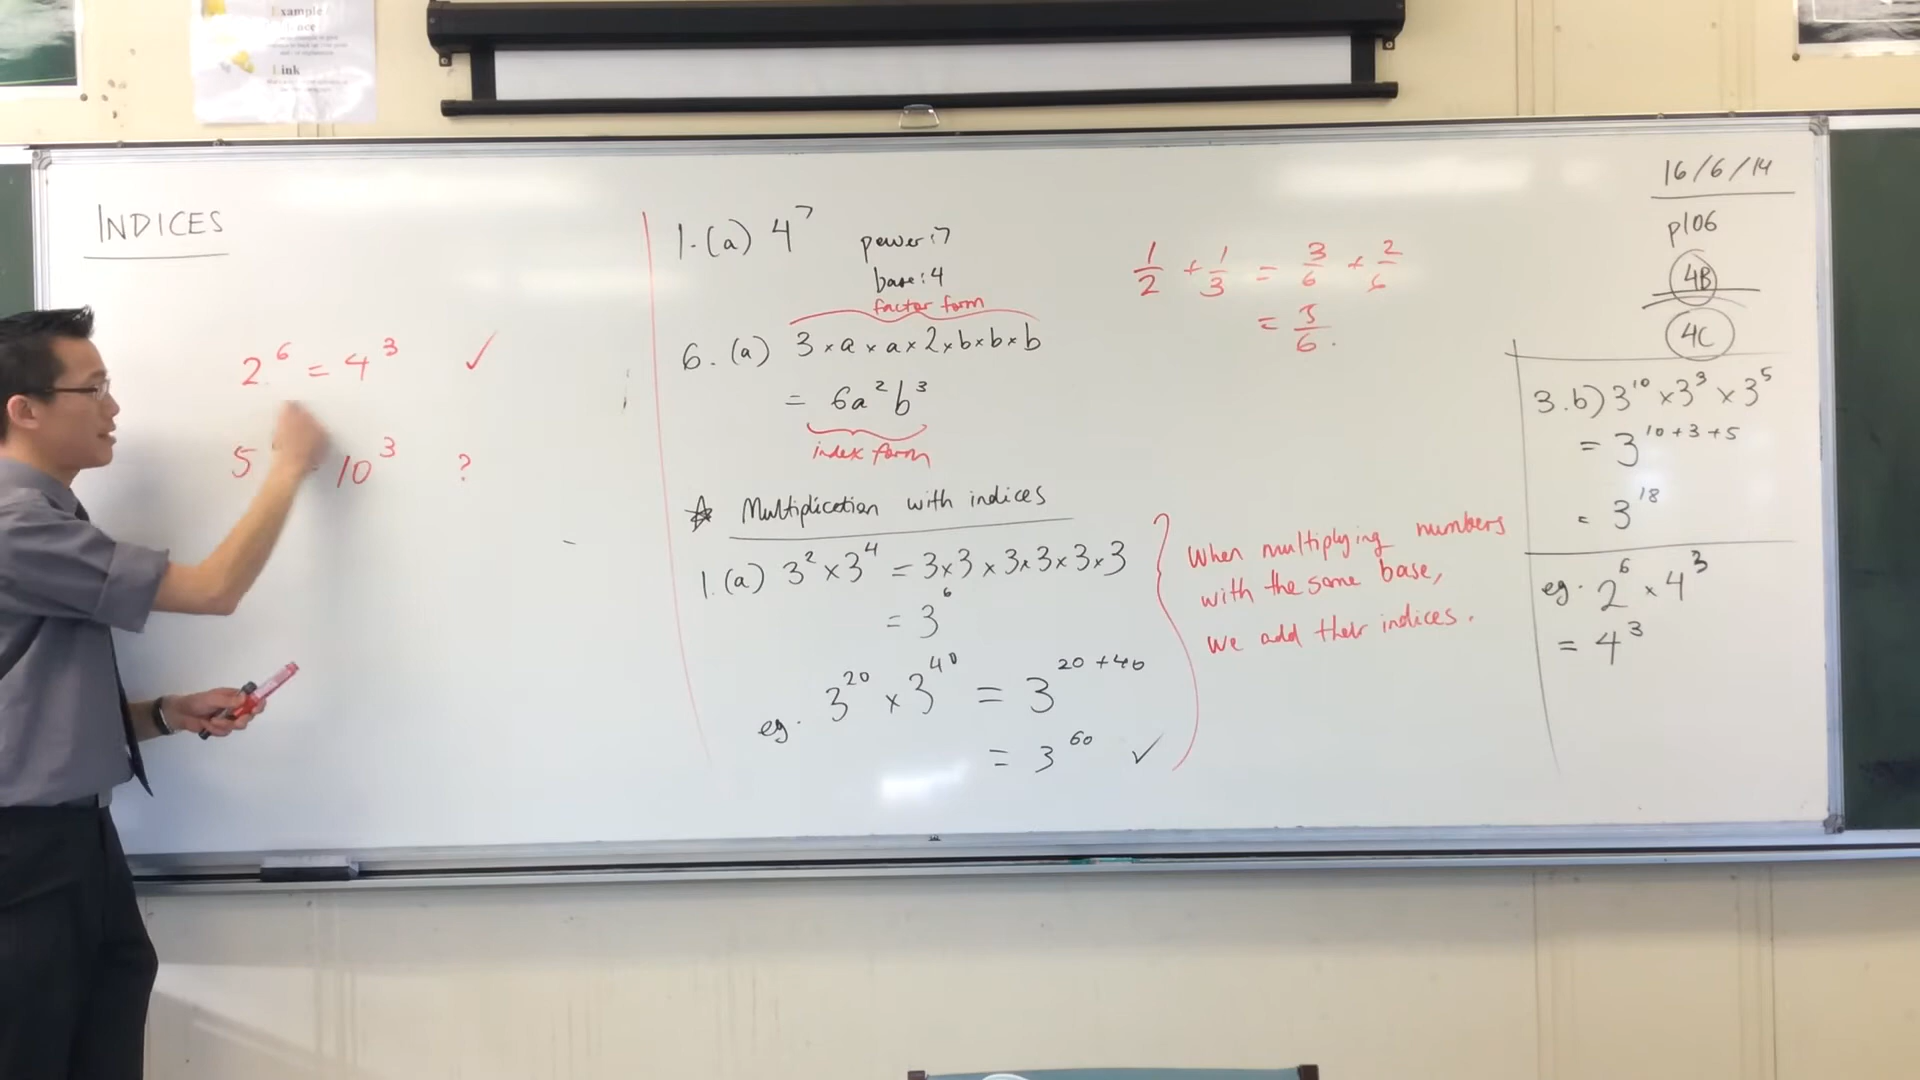 Example
Link
INDICES
2⁶ = 4³ ✓
5 10³ ?
1.(a) 4⁷
power: 7
base: 4
factor form
6.(a) 3×a×a×2×b×b×b
= 6a²b³
index form
☆ Multiplication with indices
1.(a) 3² × 3⁴ = 3×3×3×3×3×3
= 3⁶
eg. 3²⁰ × 3⁴⁰ = 3²⁰⁺⁴⁰
= 3⁶⁰ ✓
1/2 + 1/3 = 3/6 + 2/6
= 5/6.
When multiplying numbers
with the same base,
we add their indices.
16/6/14
p106
4B
4C
3.b) 3¹⁰ × 3³ × 3⁵
= 3¹⁰⁺³⁺⁵
= 3¹⁸
eg. 2⁶ × 4³
= 4³